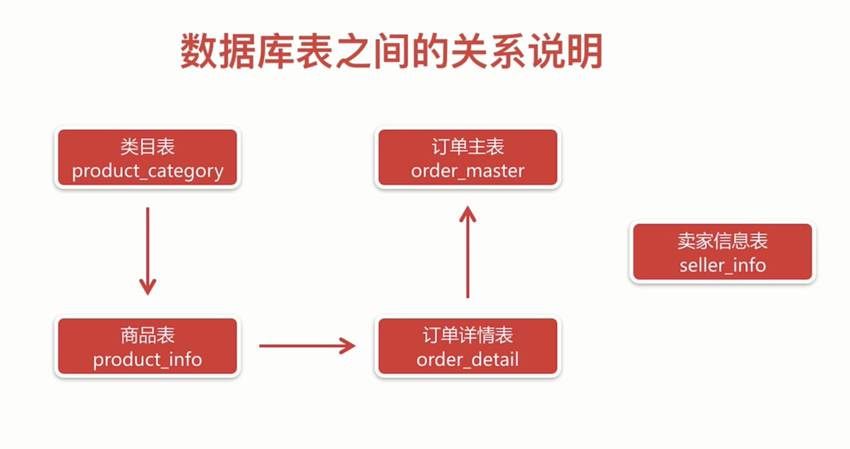 数据库表之间的关系说明
类目表
product_category
订单主表
order_master
卖家信息表
seller_info
商品表
product_info
订单详情表
order_detail